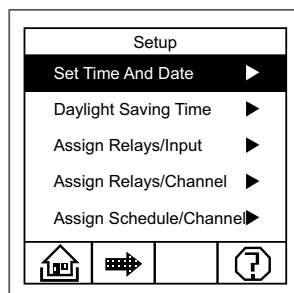 Setup
Set Time And Date
Daylight Saving Time
Assign Relays/Input
Assign Relays/Channel
Assign Schedule/Channel
?